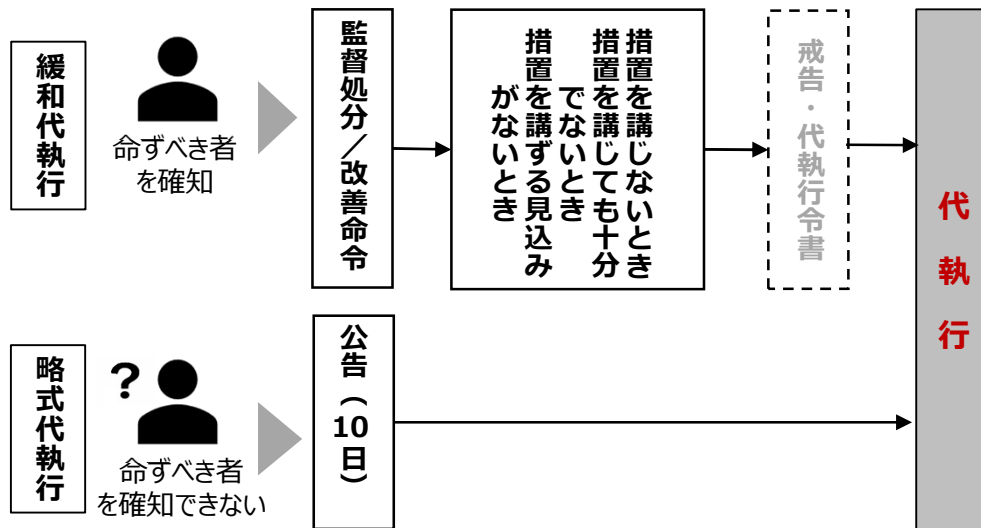 緩和代執行
命ずべき者
を確知
監督処分／改善命令
措置を講じないとき
措置を講じても十分
でないとき
措置を講ずる見込み
がないとき
戒告・代執行令書
代執行
略式代執行
?
命ずべき者
を確知できない
公告（10日）